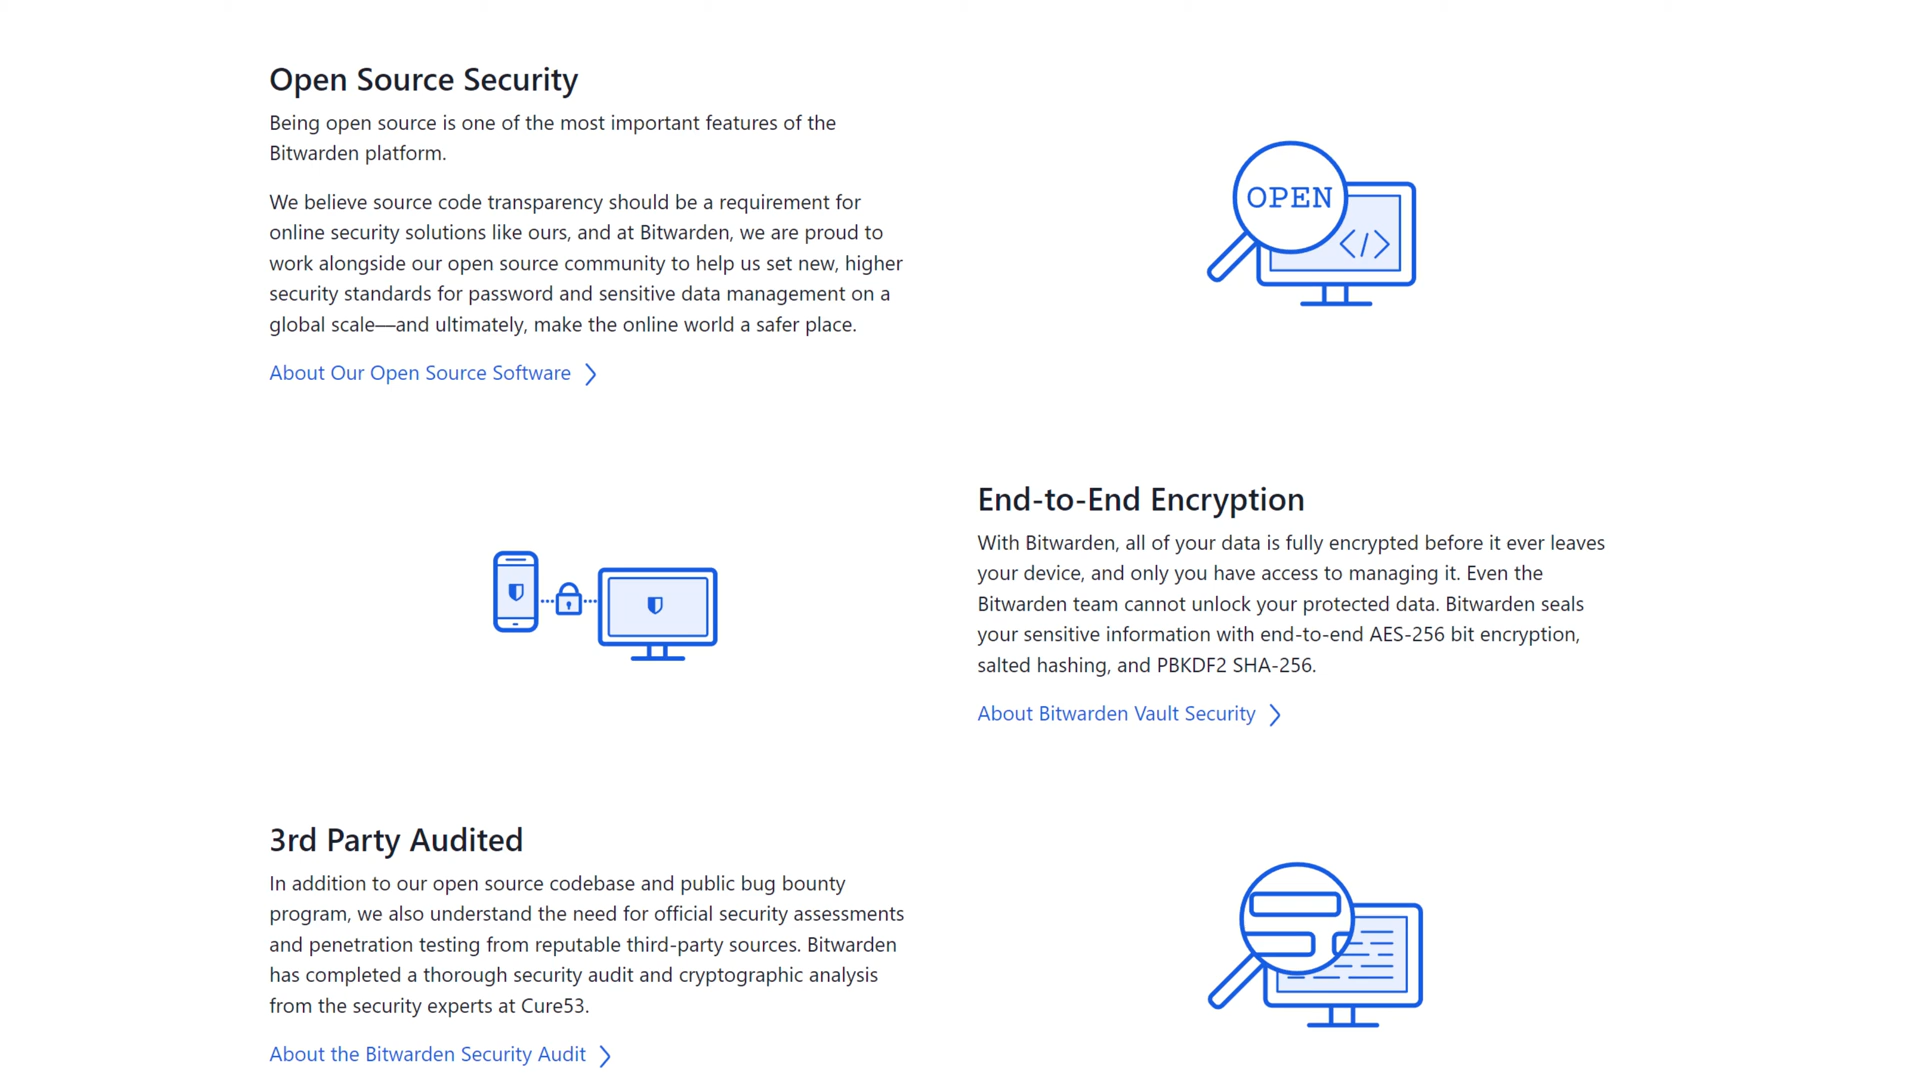 Open Source Security
Being open source is one of the most important features of the
Bitwarden platform.
We believe source code transparency should be a requirement for
online security solutions like ours, and at Bitwarden, we are proud to
work alongside our open source community to help us set new, higher
security standards for password and sensitive data management on a
global scale—and ultimately, make the online world a safer place.
About Our Open Source Software
OPEN
</>
End-to-End Encryption
With Bitwarden, all of your data is fully encrypted before it ever leaves
your device, and only you have access to managing it. Even the
Bitwarden team cannot unlock your protected data. Bitwarden seals
your sensitive information with end-to-end AES-256 bit encryption,
salted hashing, and PBKDF2 SHA-256.
About Bitwarden Vault Security
3rd Party Audited
In addition to our open source codebase and public bug bounty
program, we also understand the need for official security assessments
and penetration testing from reputable third-party sources. Bitwarden
has completed a thorough security audit and cryptographic analysis
from the security experts at Cure53.
About the Bitwarden Security Audit